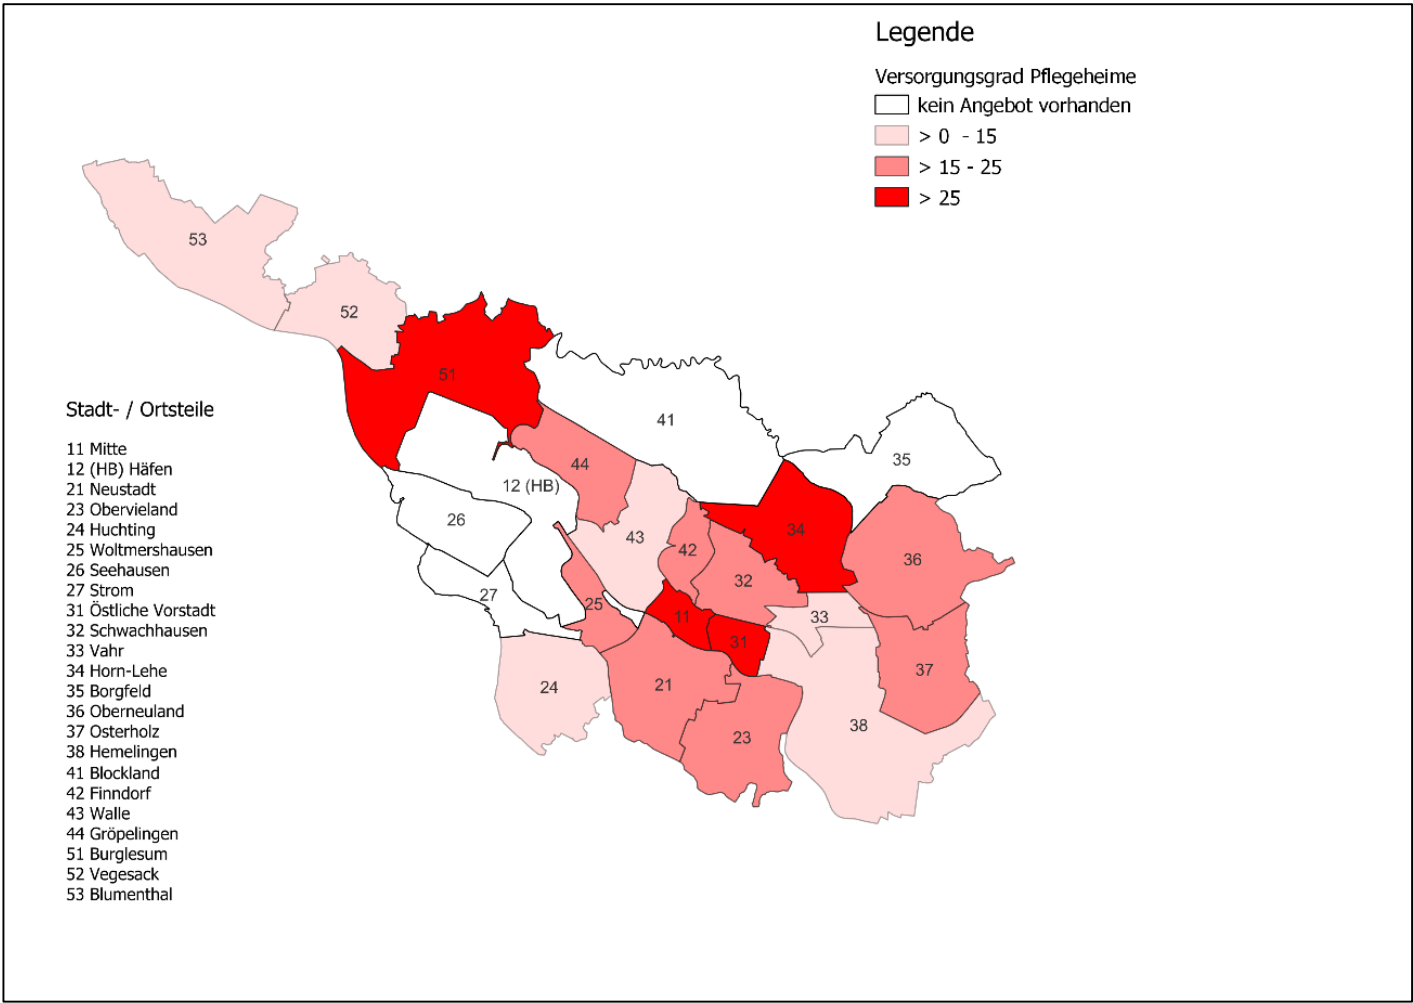 Legende
Versorgungsgrad Pflegeheime
kein Angebot vorhanden
> 0 - 15
> 15 - 25
> 25
53
52
51
41
35
44
12 (HB)
26
34
43
42
36
32
27
25
11
33
31
37
24
21
38
23
Stadt- / Ortsteile
11 Mitte
12 (HB) Häfen
21 Neustadt
23 Obervieland
24 Huchting
25 Woltmershausen
26 Seehausen
27 Strom
31 Östliche Vorstadt
32 Schwachhausen
33 Vahr
34 Horn-Lehe
35 Borgfeld
36 Oberneuland
37 Osterholz
38 Hemelingen
41 Blockland
42 Finndorf
43 Walle
44 Gröpelingen
51 Burglesum
52 Vegesack
53 Blumenthal